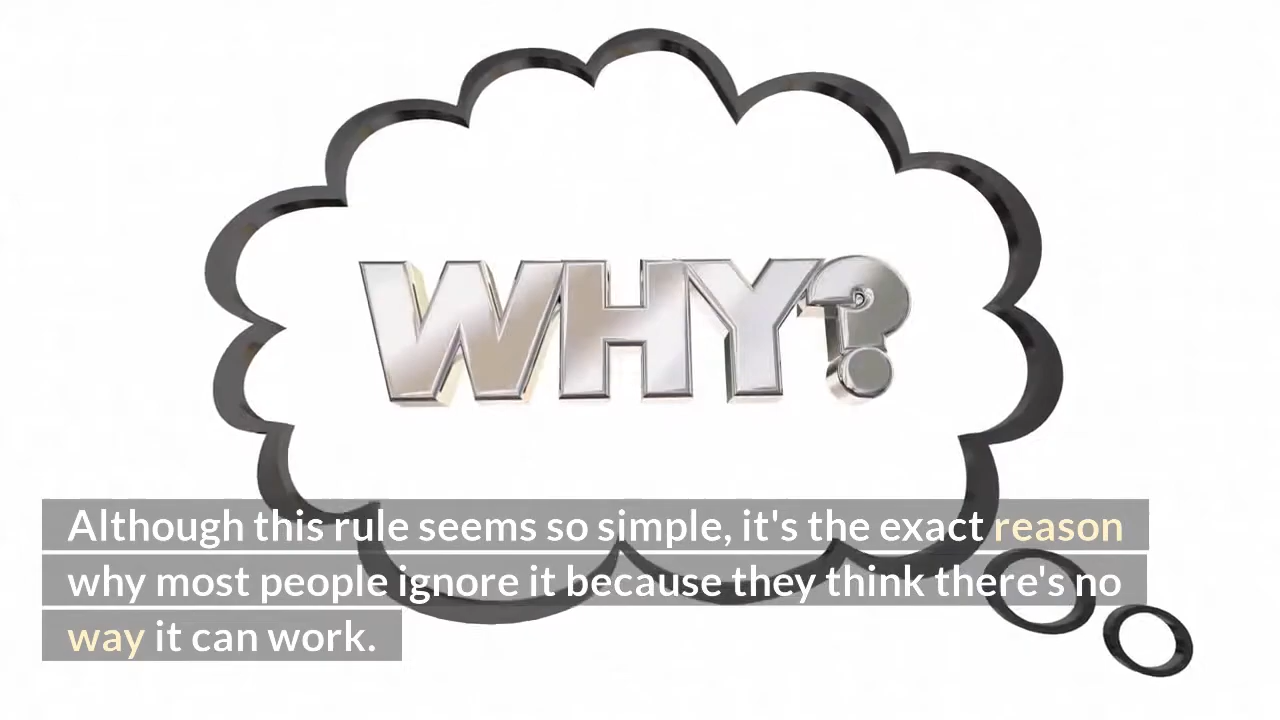 WHY?
Although this rule seems so simple, it's the exact reason
why most people ignore it because they think there's no
way it can work.